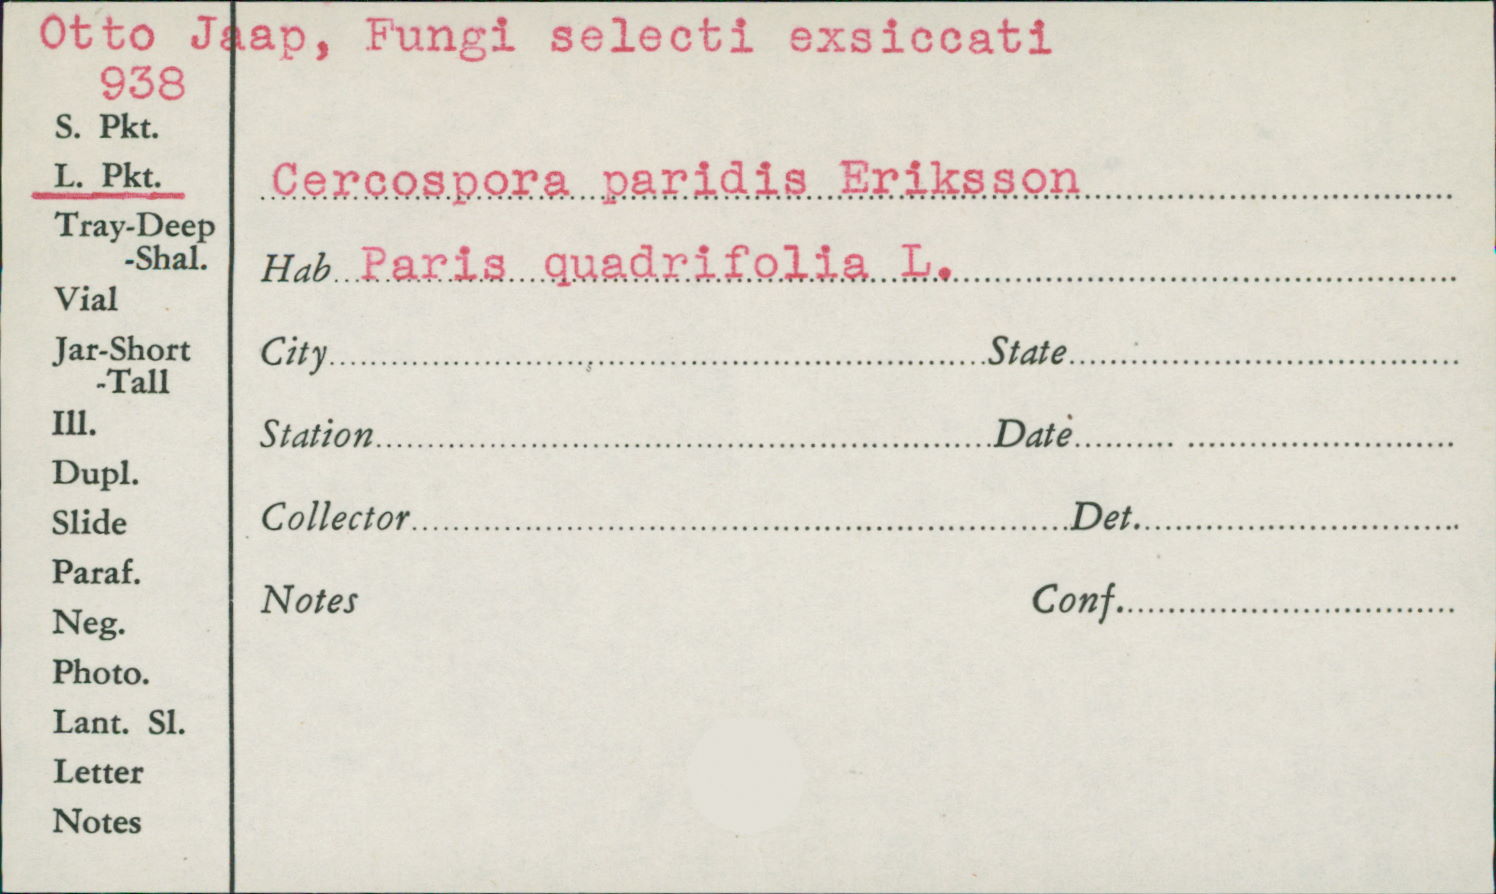 Otto Jaap, Fungi selecti exsiccati
938
S. Pkt.
L. Pkt.
Tray-Deep
-Shal.
Vial
Jar-Short
-Tall
Ill.
Dupl.
Slide
Paraf.
Neg.
Photo.
Lant. Sl.
Letter
Notes
Cercospora paridis Eriksson
Hab Paris quadrifolia L.
City State
Station Date
Collector Det.
Notes Conf.